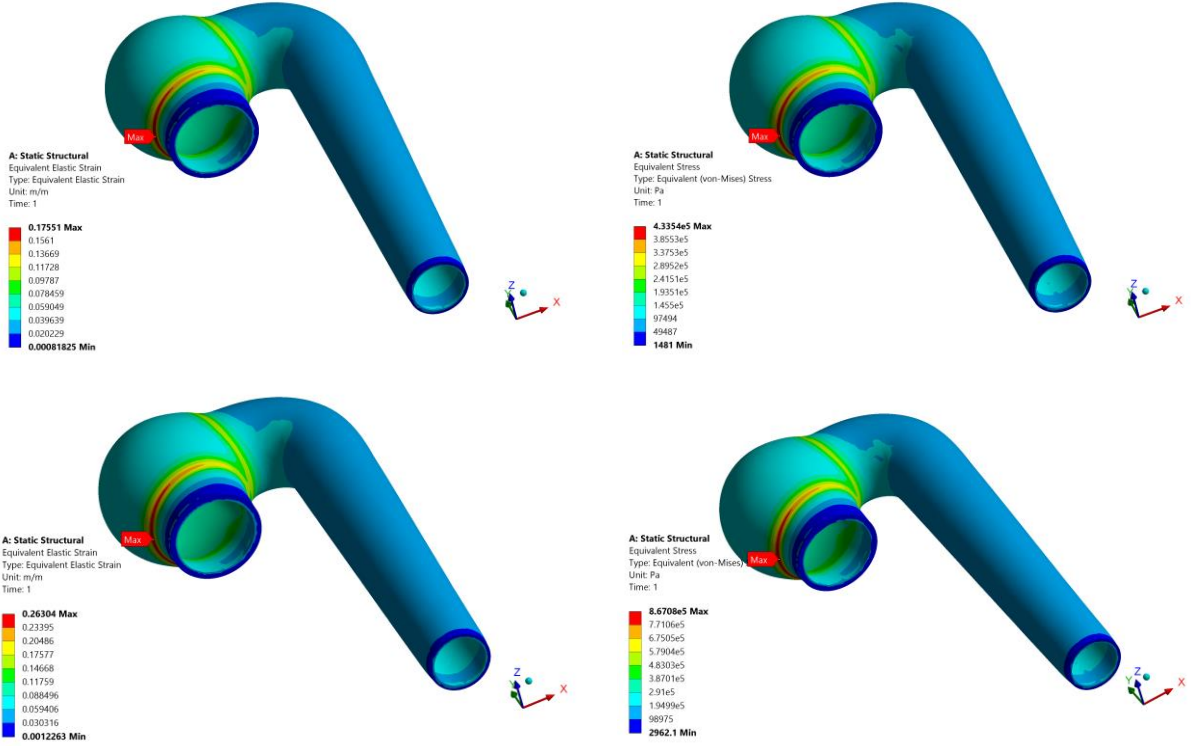 Max
A: Static Structural
Equivalent Elastic Strain
Type: Equivalent Elastic Strain
Unit: m/m
Time: 1
0.17551 Max
0.1561
0.13669
0.11728
0.09787
0.078459
0.059049
0.039639
0.020229
0.00081825 Min
Z
X
Max
A: Static Structural
Equivalent Stress
Type: Equivalent (von-Mises) Stress
Unit: Pa
Time: 1
4.3354e5 Max
3.8553e5
3.3753e5
2.8952e5
2.4151e5
1.9351e5
1.455e5
97494
49487
1481 Min
Z
X
Max
A: Static Structural
Equivalent Elastic Strain
Type: Equivalent Elastic Strain
Unit: m/m
Time: 1
0.26304 Max
0.23395
0.20486
0.17577
0.14668
0.11759
0.088496
0.059406
0.030316
0.0012263 Min
Z
X
Max
A: Static Structural
Equivalent Stress
Type: Equivalent (von-Mises)
Unit: Pa
Time: 1
8.6708e5 Max
7.7106e5
6.7505e5
5.7904e5
4.8303e5
3.8701e5
2.91e5
1.9499e5
98975
2962.1 Min
Y
Z
X